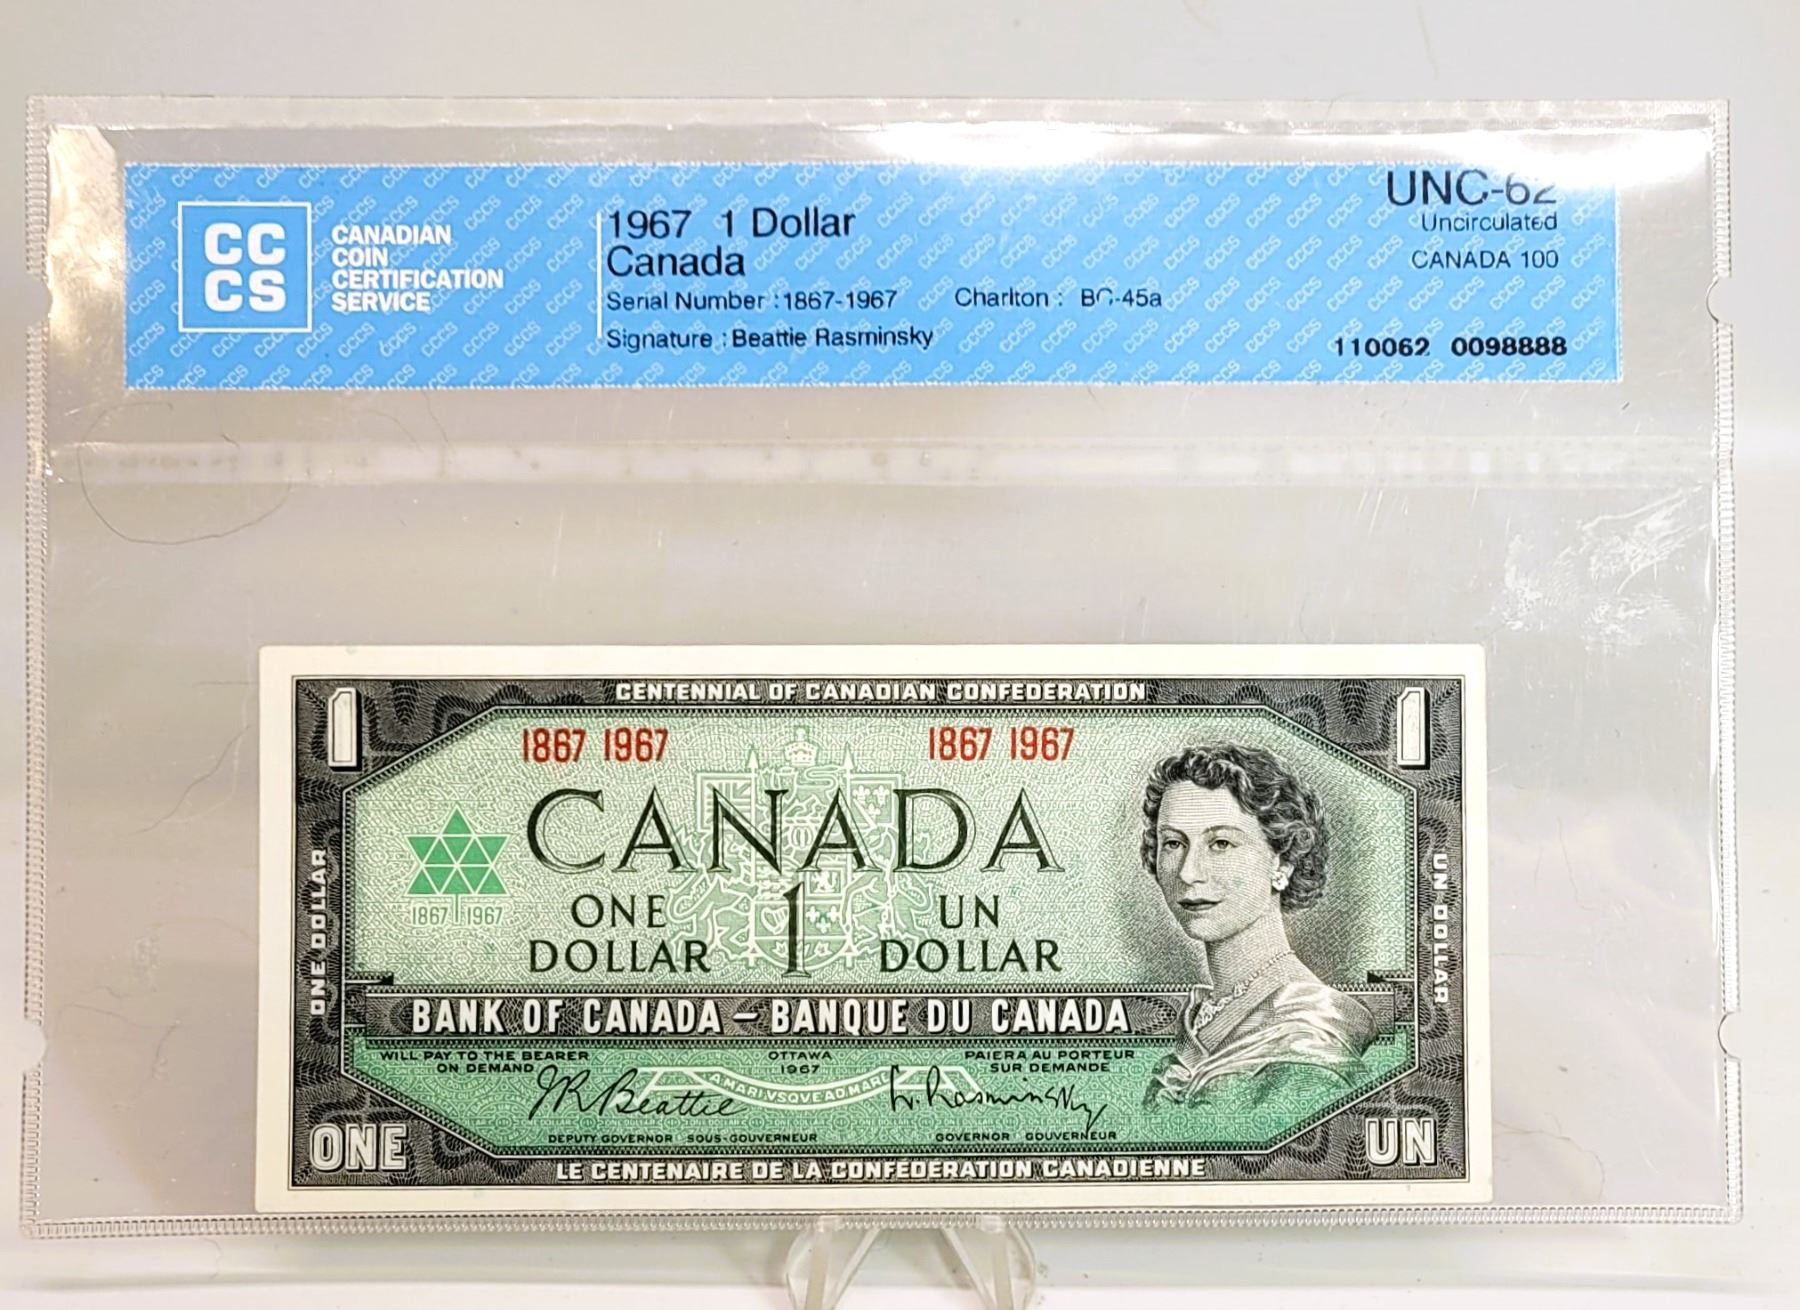 CC
CS
CANADIAN
COIN
CERTIFICATION
SERVICE
1967 1 Dollar
Canada
Serial Number : 1867-1967 Charlton : BC-45a
Signature : Beattie Rasminsky
UNC-62
Uncirculated
CANADA 100
110062 0098888
1 CENTENNIAL OF CANADIAN CONFEDERATION 1
1867 1967 1867 1967
CANADA
1867 1967
ONE DOLLAR
ONE
DOLLAR
1
UN
DOLLAR
UN DOLLAR
BANK OF CANADA – BANQUE DU CANADA
WILL PAY TO THE BEARER
ON DEMAND
OTTAWA
1967
PAIERA AU PORTEUR
SUR DEMANDE
A MARI VSQVE AD MARE
J R Beattie
L. Rasminsky
DEPUTY GOVERNOR SOUS-GOUVERNEUR
GOVERNOR GOUVERNEUR
ONE
UN
LE CENTENAIRE DE LA CONFÉDÉRATION CANADIENNE